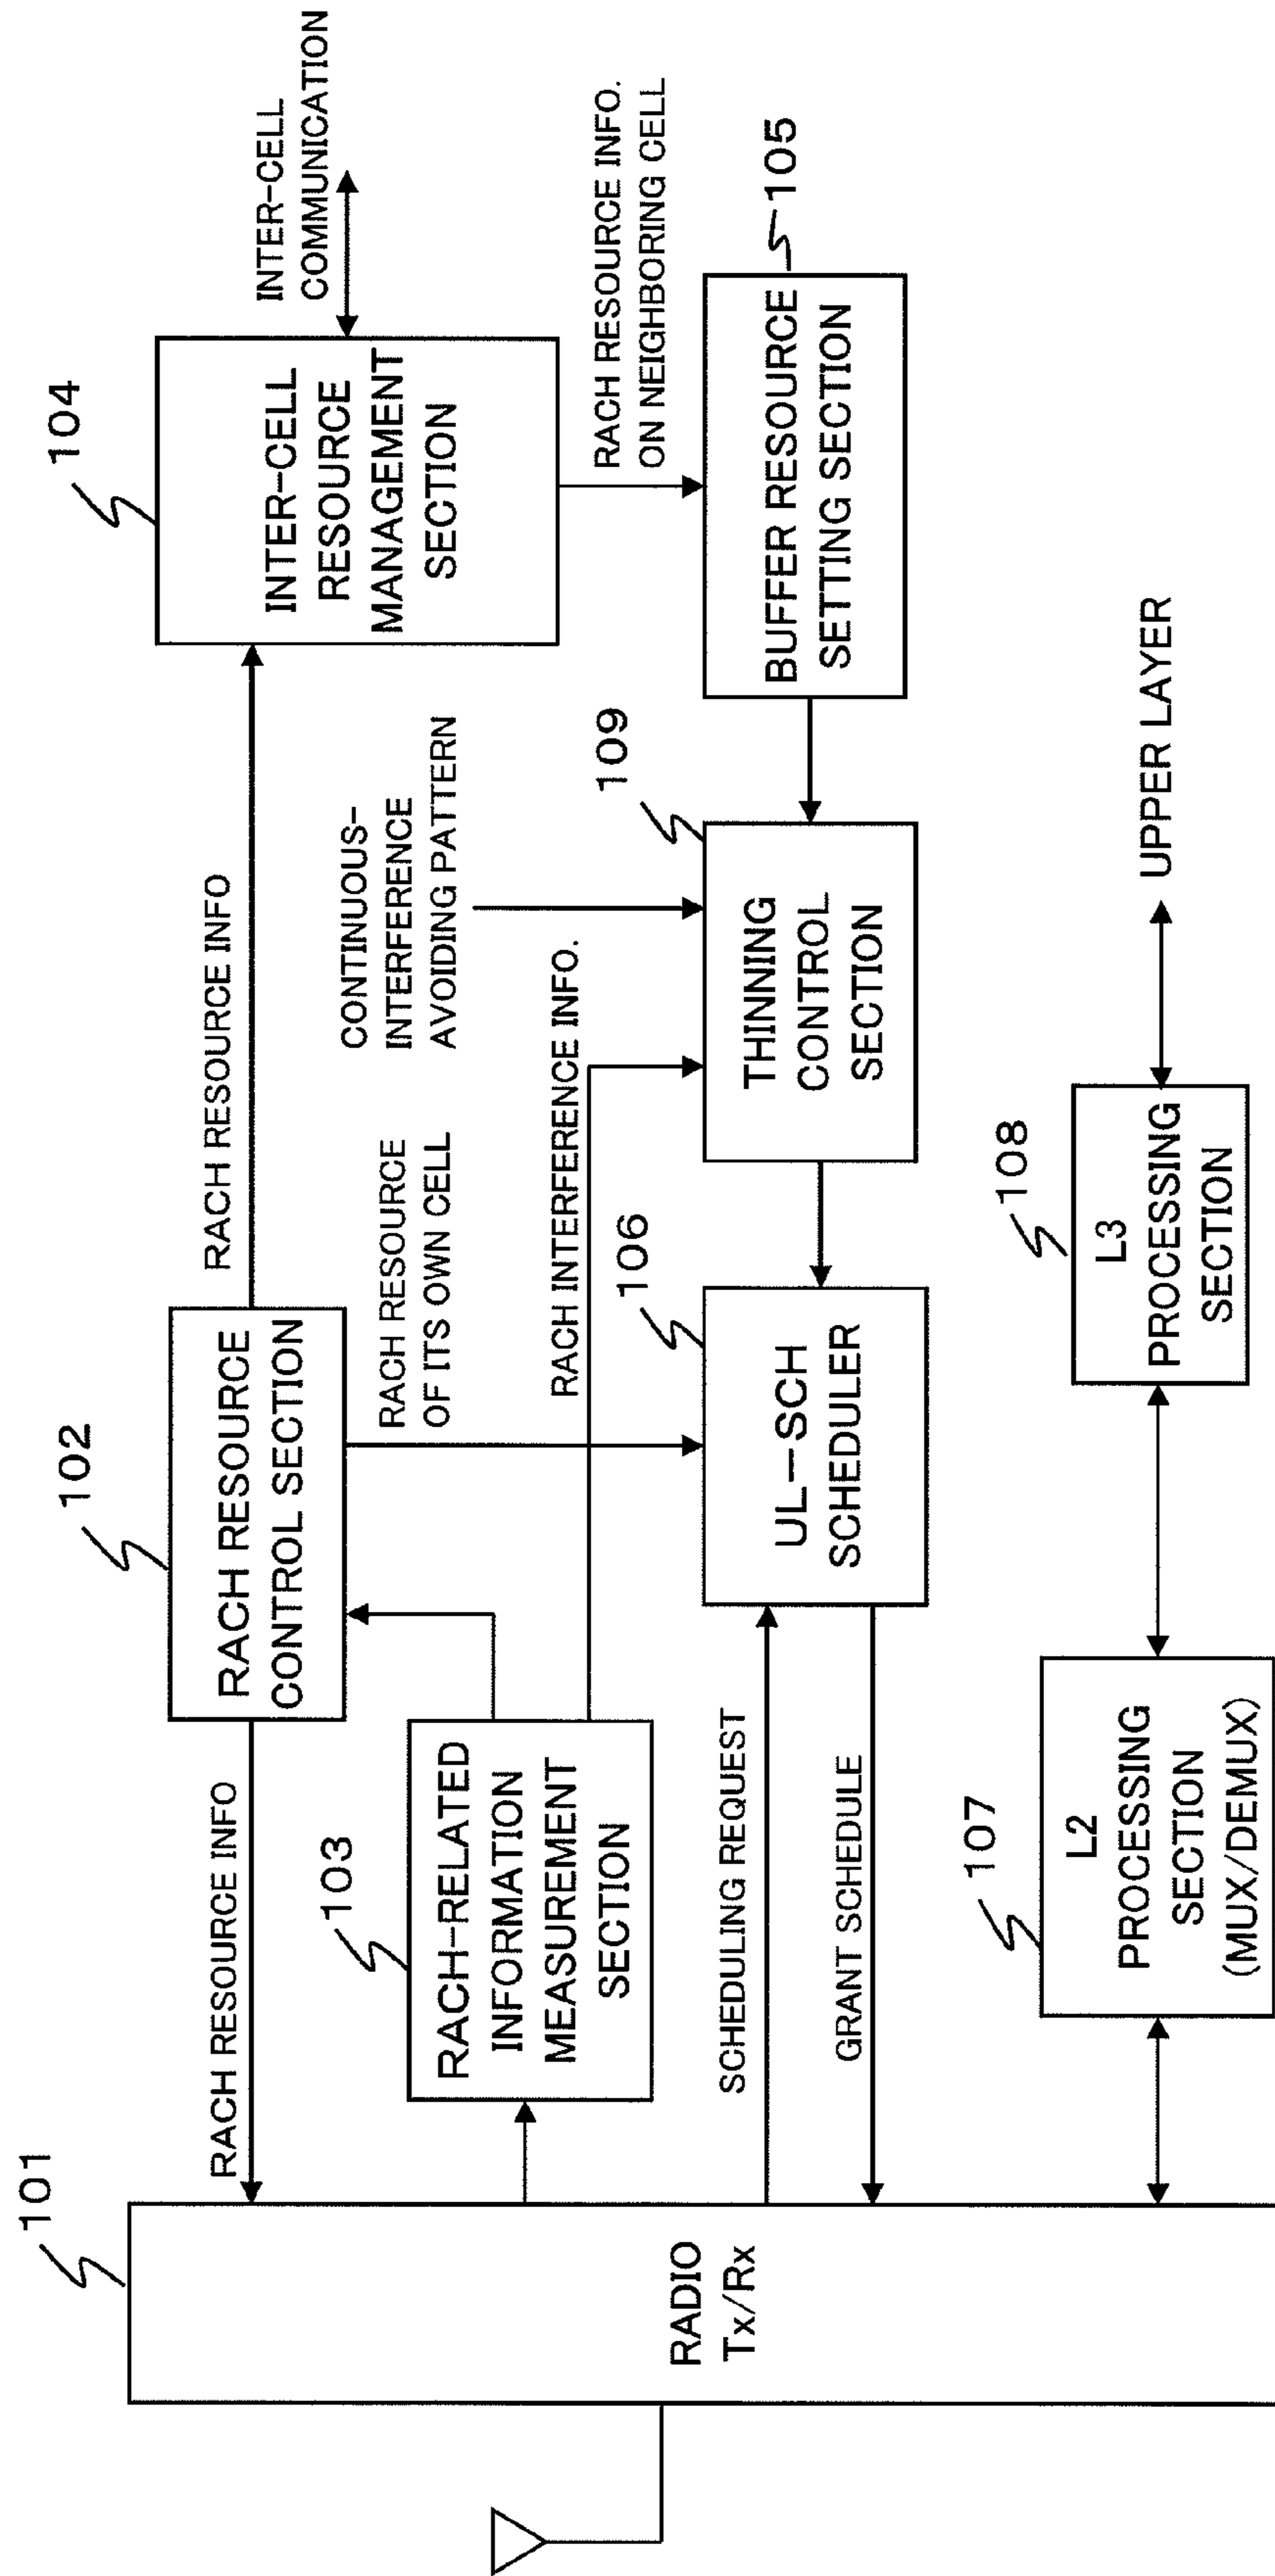 101
RADIO
Tx/Rx
RACH RESOURCE INFO
102
RACH RESOURCE
CONTROL SECTION
RACH RESOURCE INFO
104
INTER-CELL
RESOURCE
MANAGEMENT
SECTION
INTER-CELL
COMMUNICATION
103
RACH-RELATED
INFORMATION
MEASUREMENT
SECTION
RACH RESOURCE
OF ITS OWN CELL
CONTINUOUS-
INTERFERENCE
AVOIDING PATTERN
RACH INTERFERENCE INFO.
RACH RESOURCE INFO.
ON NEIGHBORING CELL
SCHEDULING REQUEST
GRANT SCHEDULE
106
UL-SCH
SCHEDULER
109
THINNING
CONTROL
SECTION
105
BUFFER RESOURCE
SETTING SECTION
107
L2
PROCESSING
SECTION
(MUX/DEMUX)
108
L3
PROCESSING
SECTION
UPPER LAYER